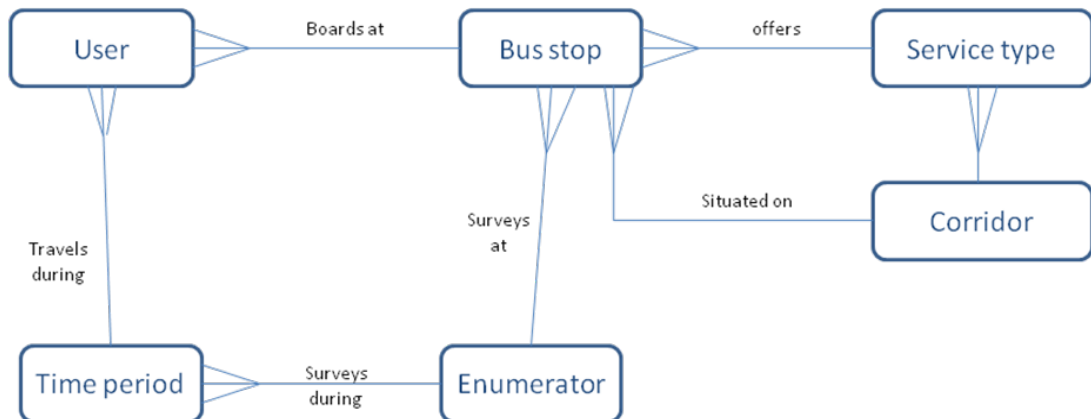 User
Boards at
Bus stop
offers
Service type
Surveys
at
Situated on
Corridor
Travels
during
Time period
Surveys
during
Enumerator